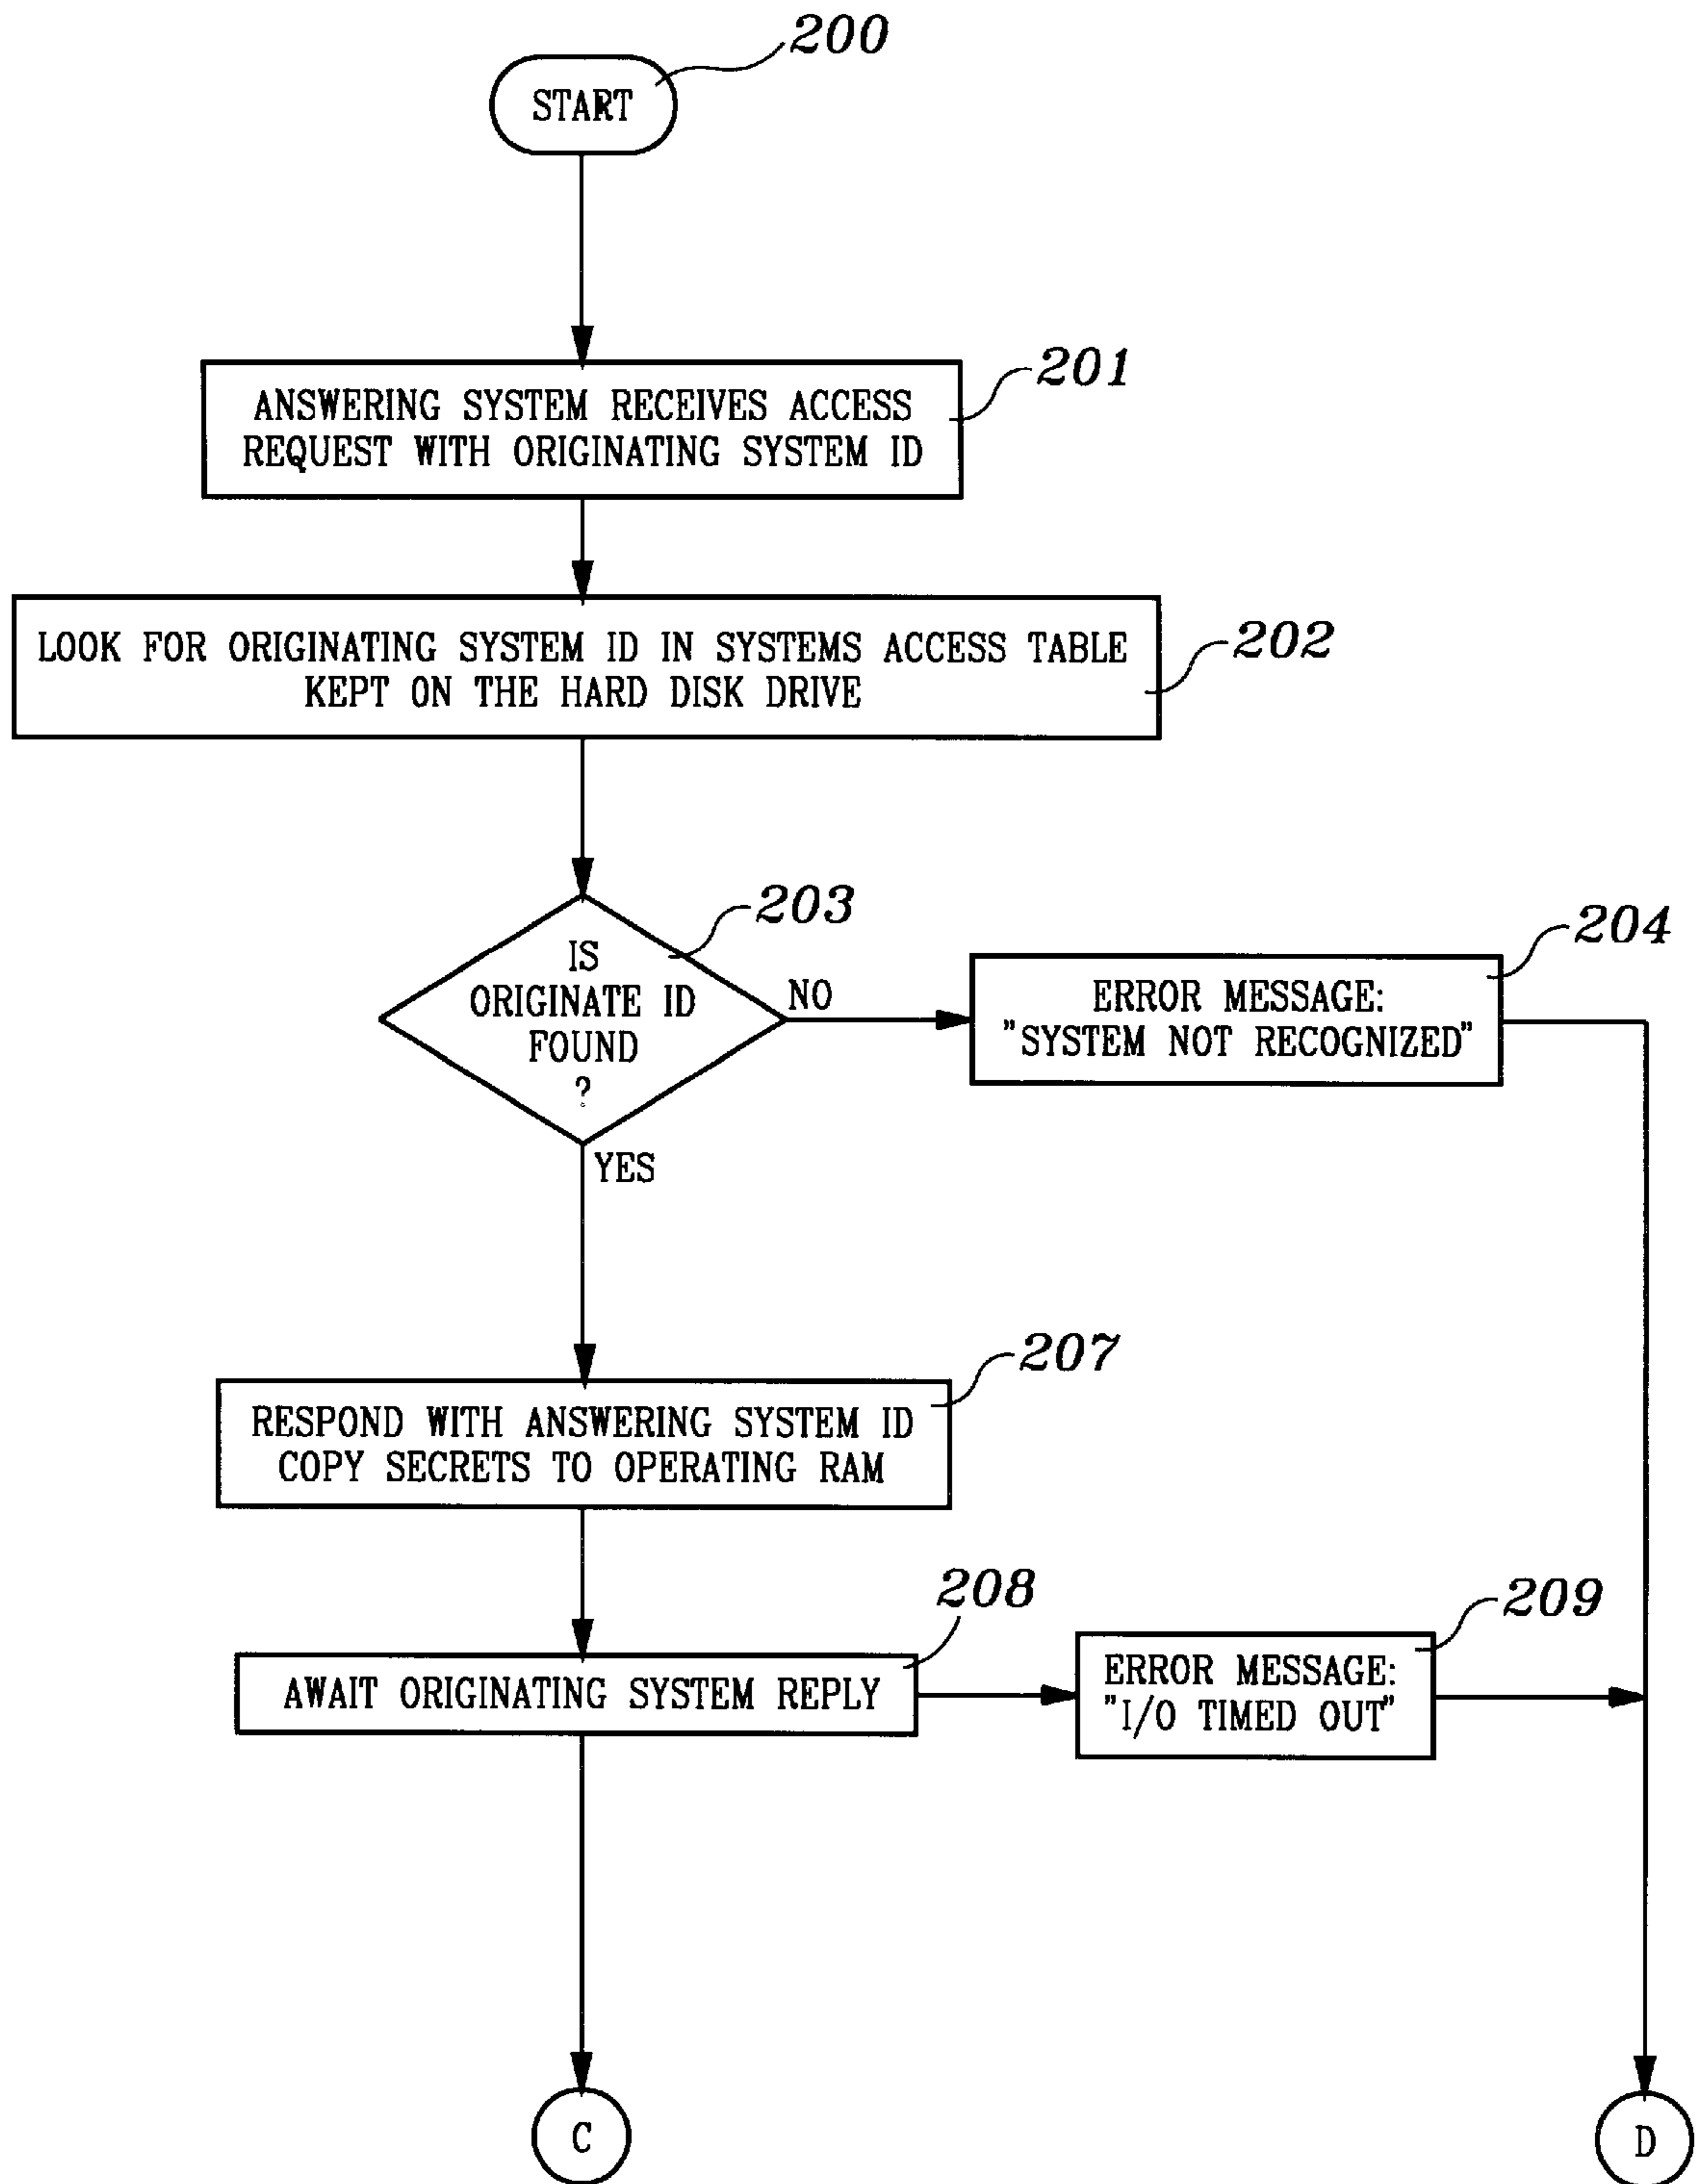 200
START
201
ANSWERING SYSTEM RECEIVES ACCESS
REQUEST WITH ORIGINATING SYSTEM ID
202
LOOK FOR ORIGINATING SYSTEM ID IN SYSTEMS ACCESS TABLE
KEPT ON THE HARD DISK DRIVE
203
IS
ORIGINATE ID
FOUND
?
NO
204
ERROR MESSAGE:
"SYSTEM NOT RECOGNIZED"
YES
207
RESPOND WITH ANSWERING SYSTEM ID
COPY SECRETS TO OPERATING RAM
208
AWAIT ORIGINATING SYSTEM REPLY
209
ERROR MESSAGE:
"I/O TIMED OUT"
C
D